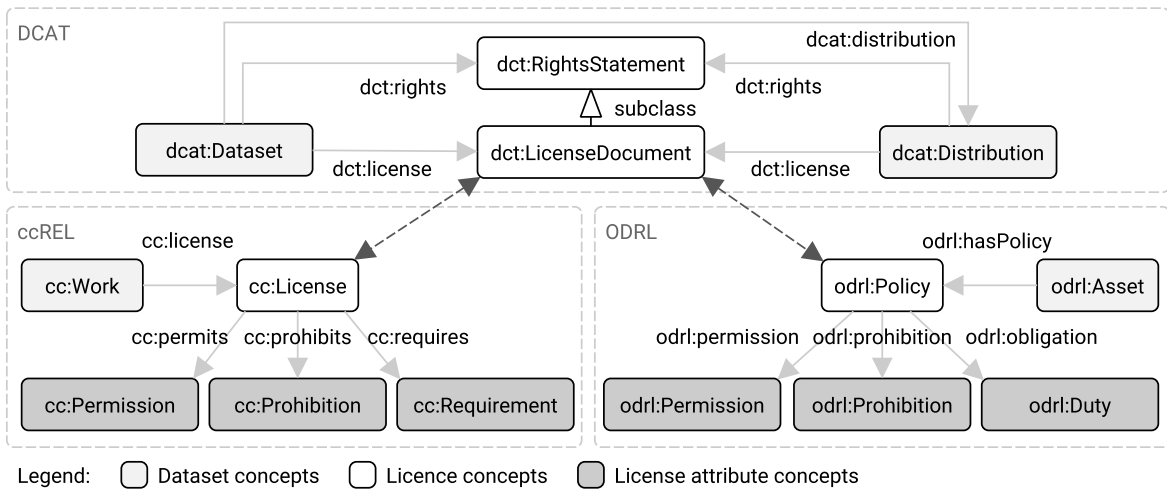 DCAT
dcat:distribution
dct:RightsStatement
dct:rights
dct:rights
subclass
dcat:Dataset
dct:LicenseDocument
dcat:Distribution
dct:license
dct:license
ccREL
cc:license
cc:Work
cc:License
cc:permits
cc:prohibits
cc:requires
cc:Permission
cc:Prohibition
cc:Requirement
ODRL
odrl:hasPolicy
odrl:Policy
odrl:Asset
odrl:permission
odrl:prohibition
odrl:obligation
odrl:Permission
odrl:Prohibition
odrl:Duty
Legend:
Dataset concepts
Licence concepts
License attribute concepts